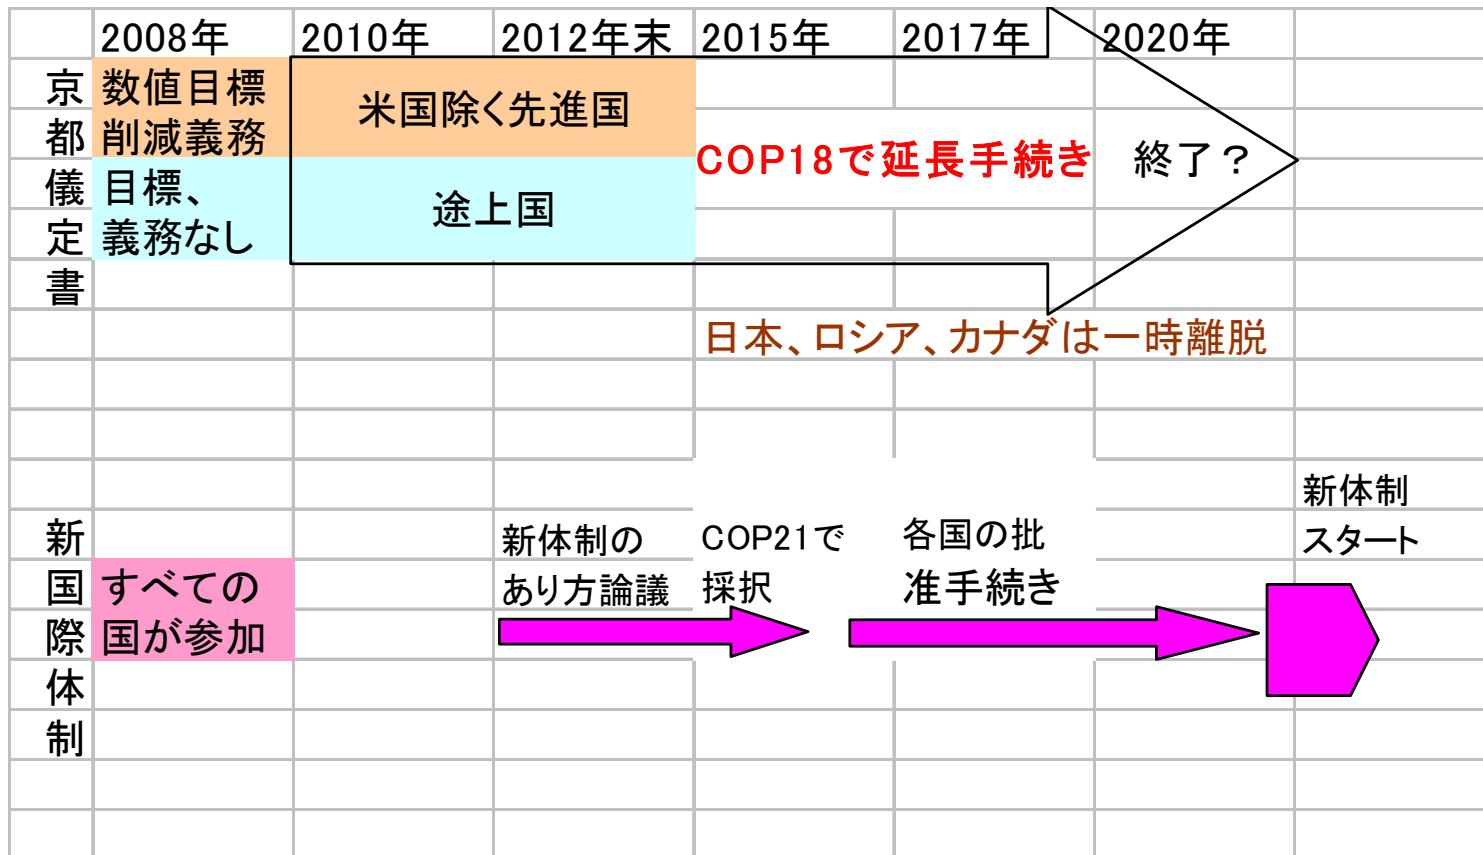 2008年 2010年 2012年末 2015年 2017年 2020年
京都儀定書
数値目標
削減義務
米国除く先進国
目標、
義務なし
途上国
COP18で延長手続き
終了？
日本、ロシア、カナダは一時離脱
新国際体制
すべての
国が参加
新体制の
あり方論議
COP21で
採択
各国の批
准手続き
新体制
スタート